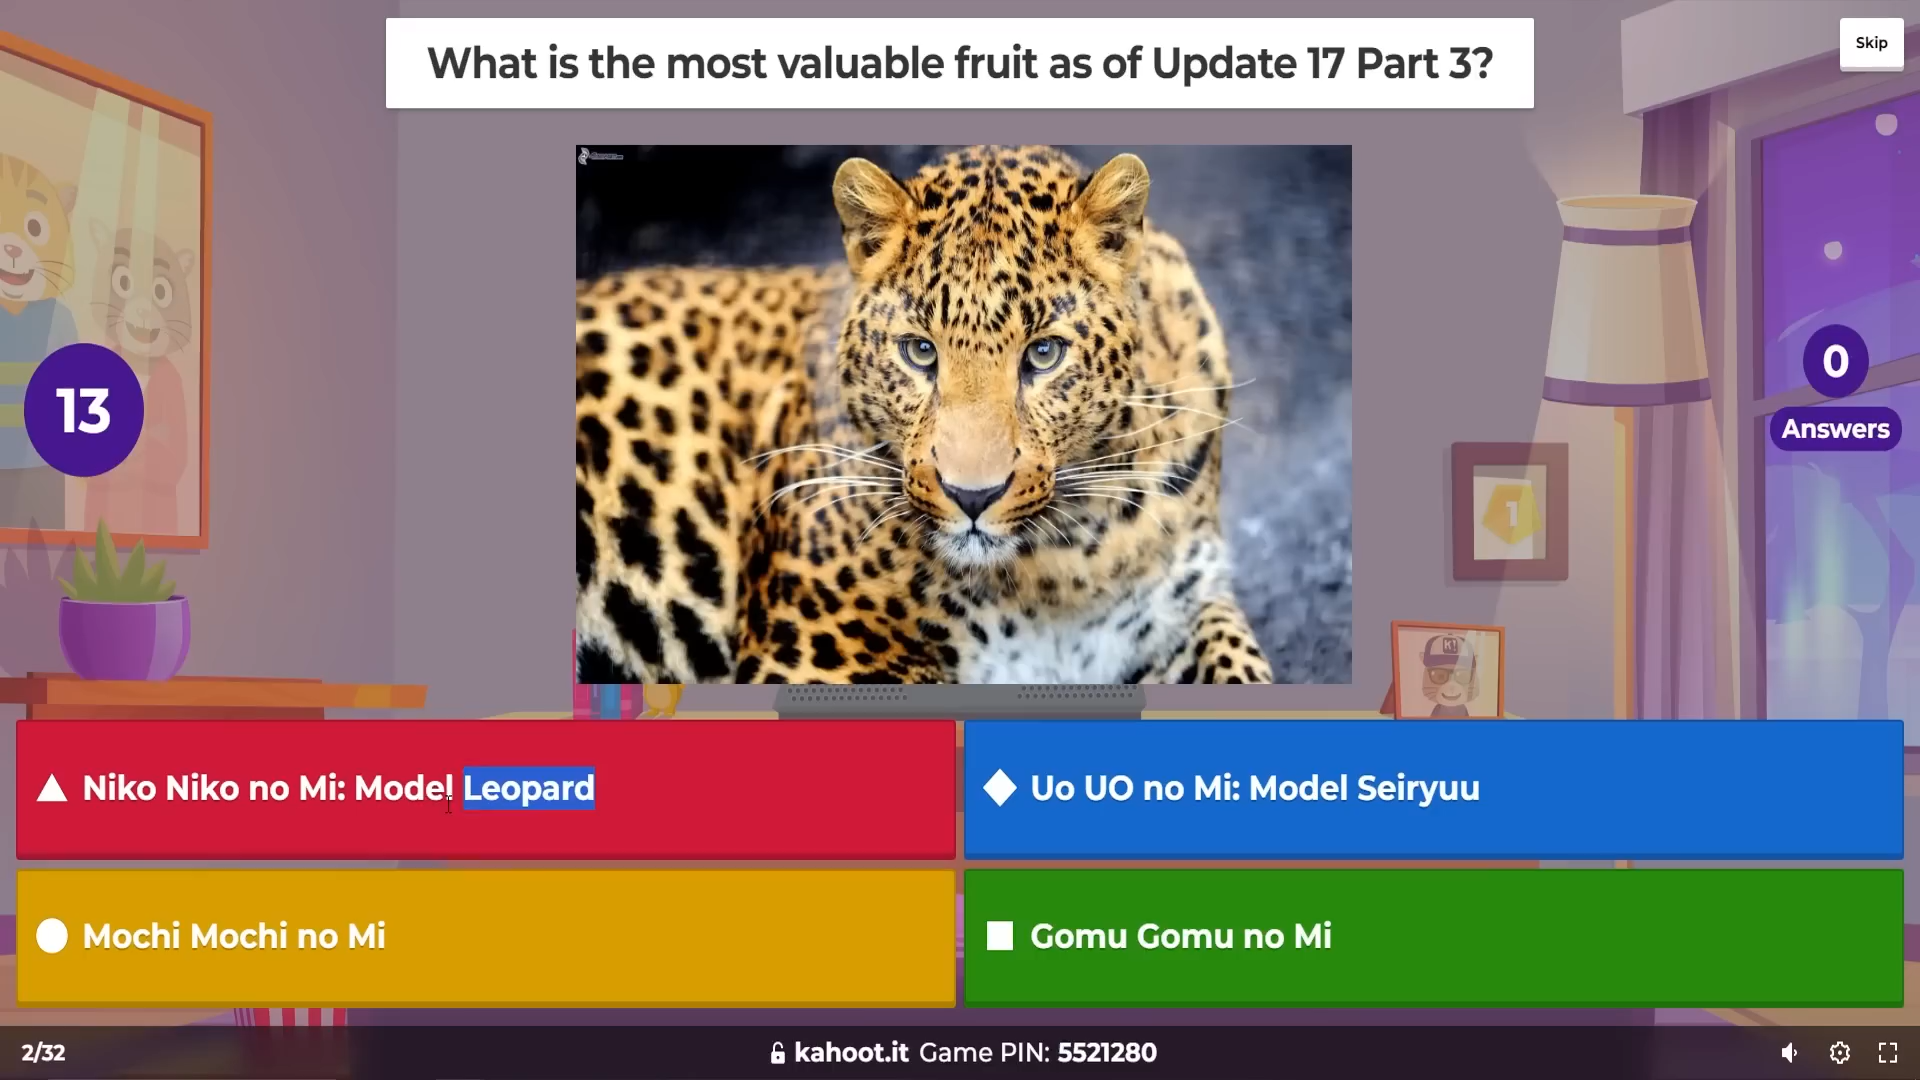 What is the most valuable fruit as of Update 17 Part 3?
Skip
13
0
Answers
1
K!
Niko Niko no Mi: Model Leopard
Uo UO no Mi: Model Seiryuu
Mochi Mochi no Mi
Gomu Gomu no Mi
2/32
kahoot.it Game PIN: 5521280